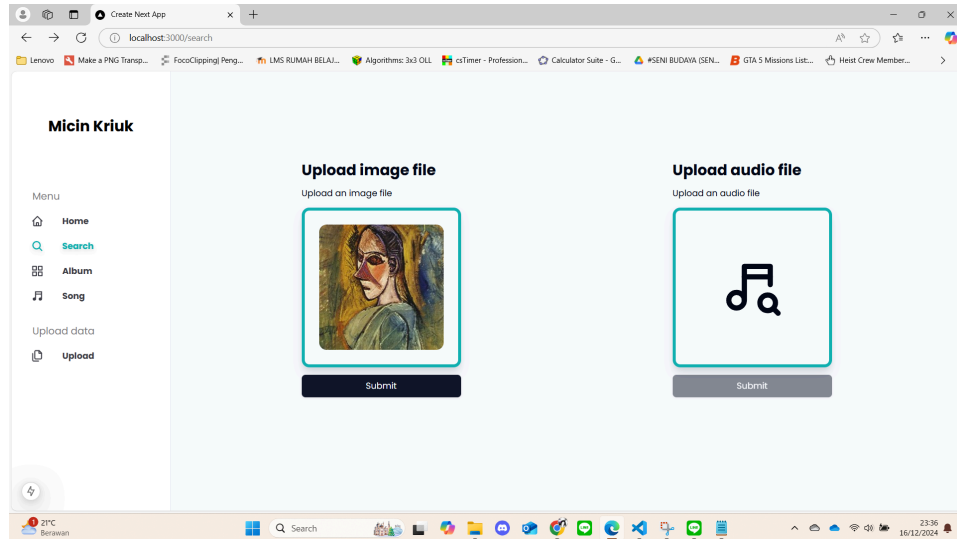 Create Next App
localhost:3000/search
Lenovo
Make a PNG Transp...
FocoClipping| Peng...
LMS RUMAH BELAJ...
Algorithms: 3x3 OLL
csTimer - Profession...
Calculator Suite - G...
#SENI BUDAYA (SEN...
GTA 5 Missions List:...
Heist Crew Member...
Micin Kriuk
Menu
Home
Search
Album
Song
Upload data
Upload
Upload image file
Upload an image file
Submit
Upload audio file
Upload an audio file
Submit
1
21°C
Berawan
Search
23:36
16/12/2024